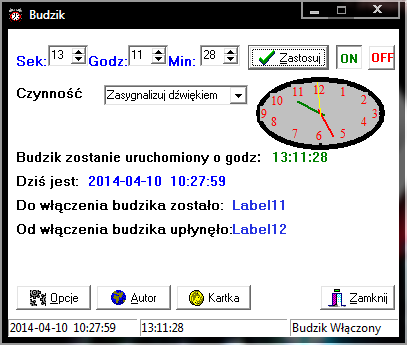 Budzik
Sek: 13 Godz: 11 Min: 28 Zastosuj ON OFF
Czynność Zasygnalizuj dźwiękiem
12 1 2 3 4 5 6 7 8 9 10 11
Budzik zostanie uruchomiony o godz: 13:11:28
Dziś jest: 2014-04-10 10:27:59
Do włączenia budzika zostało: Label11
Od włączenia budzika upłynęło:Label12
Opcje Autor Kartka Zamknij
2014-04-10 10:27:59 13:11:28 Budzik Włączony